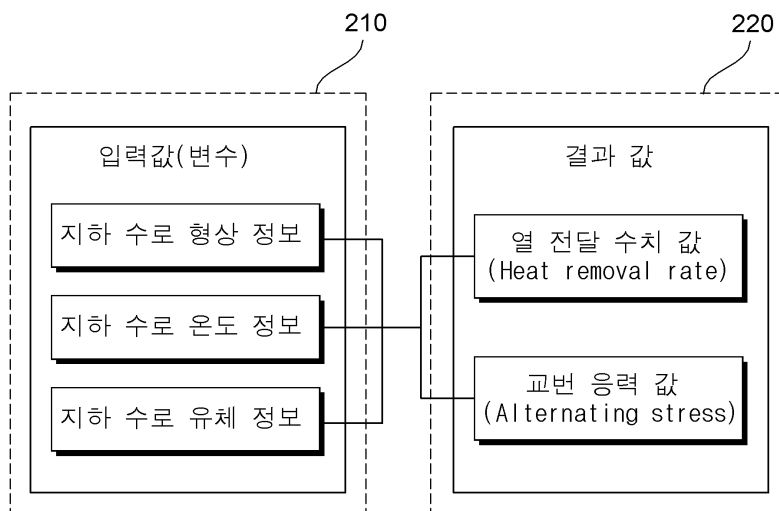 210
220
입력값(변수)
지하 수로 형상 정보
지하 수로 온도 정보
지하 수로 유체 정보
결과 값
열 전달 수치 값
(Heat removal rate)
교번 응력 값
(Alternating stress)